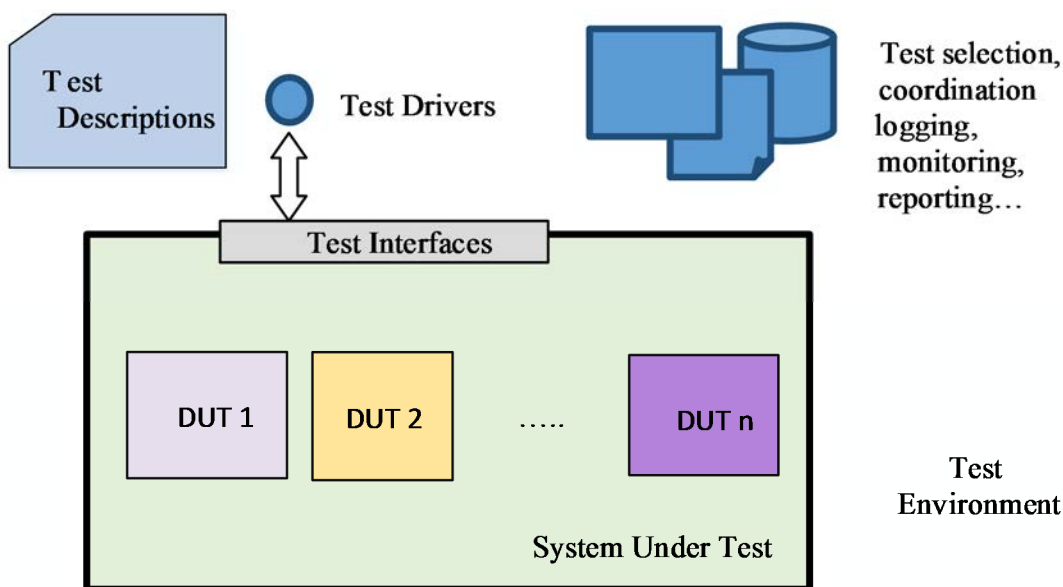 T est
Descriptions
Test Drivers
Test selection,
coordination
logging,
monitoring,
reporting…
Test Interfaces
DUT 1
DUT 2
.....
DUT n
Test
Environment
System Under Test